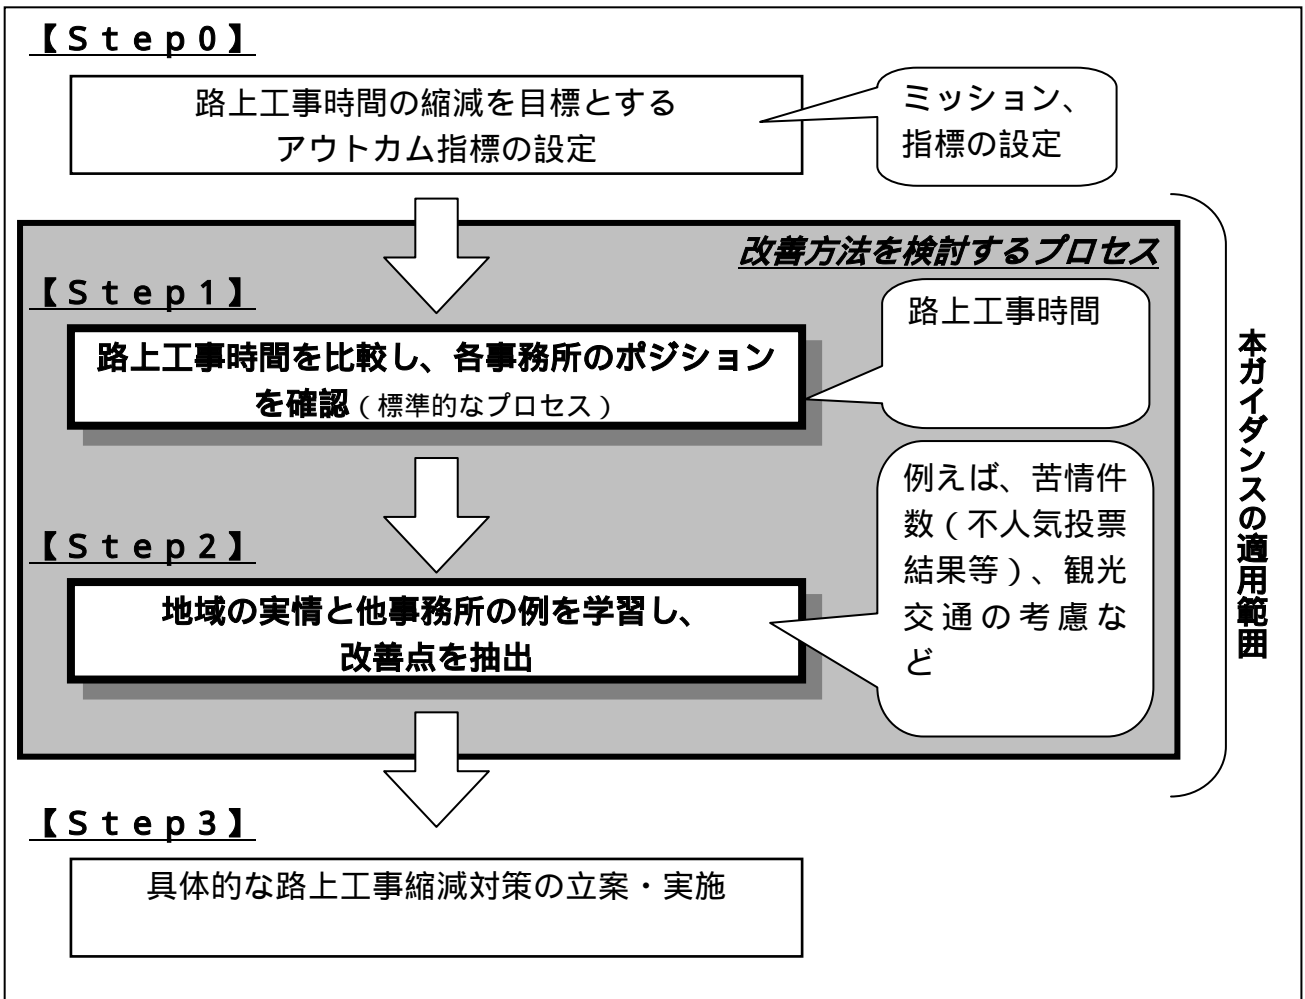 【Ｓｔｅｐ０】
路上工事時間の縮減を目標とする
アウトカム指標の設定
ミッション、
指標の設定
改善方法を検討するプロセス
【Ｓｔｅｐ１】
路上工事時間を比較し、各事務所のポジション
を確認（標準的なプロセス）
路上工事時間
【Ｓｔｅｐ２】
地域の実情と他事務所の例を学習し、
改善点を抽出
例えば、苦情件
数（不人気投票
結果等）、観光
交通の考慮な
ど
本ガイダンスの適用範囲
【Ｓｔｅｐ３】
具体的な路上工事縮減対策の立案・実施